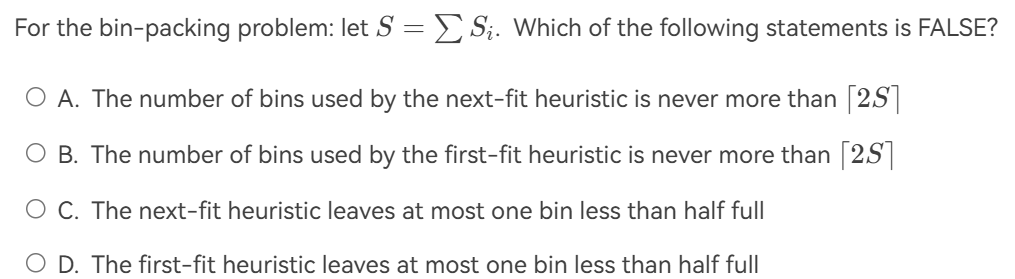 For the bin-packing problem: let $S = \sum S_i$. Which of the following statements is FALSE?
A. The number of bins used by the next-fit heuristic is never more than $\lceil 2S \rceil$
B. The number of bins used by the first-fit heuristic is never more than $\lceil 2S \rceil$
C. The next-fit heuristic leaves at most one bin less than half full
D. The first-fit heuristic leaves at most one bin less than half full